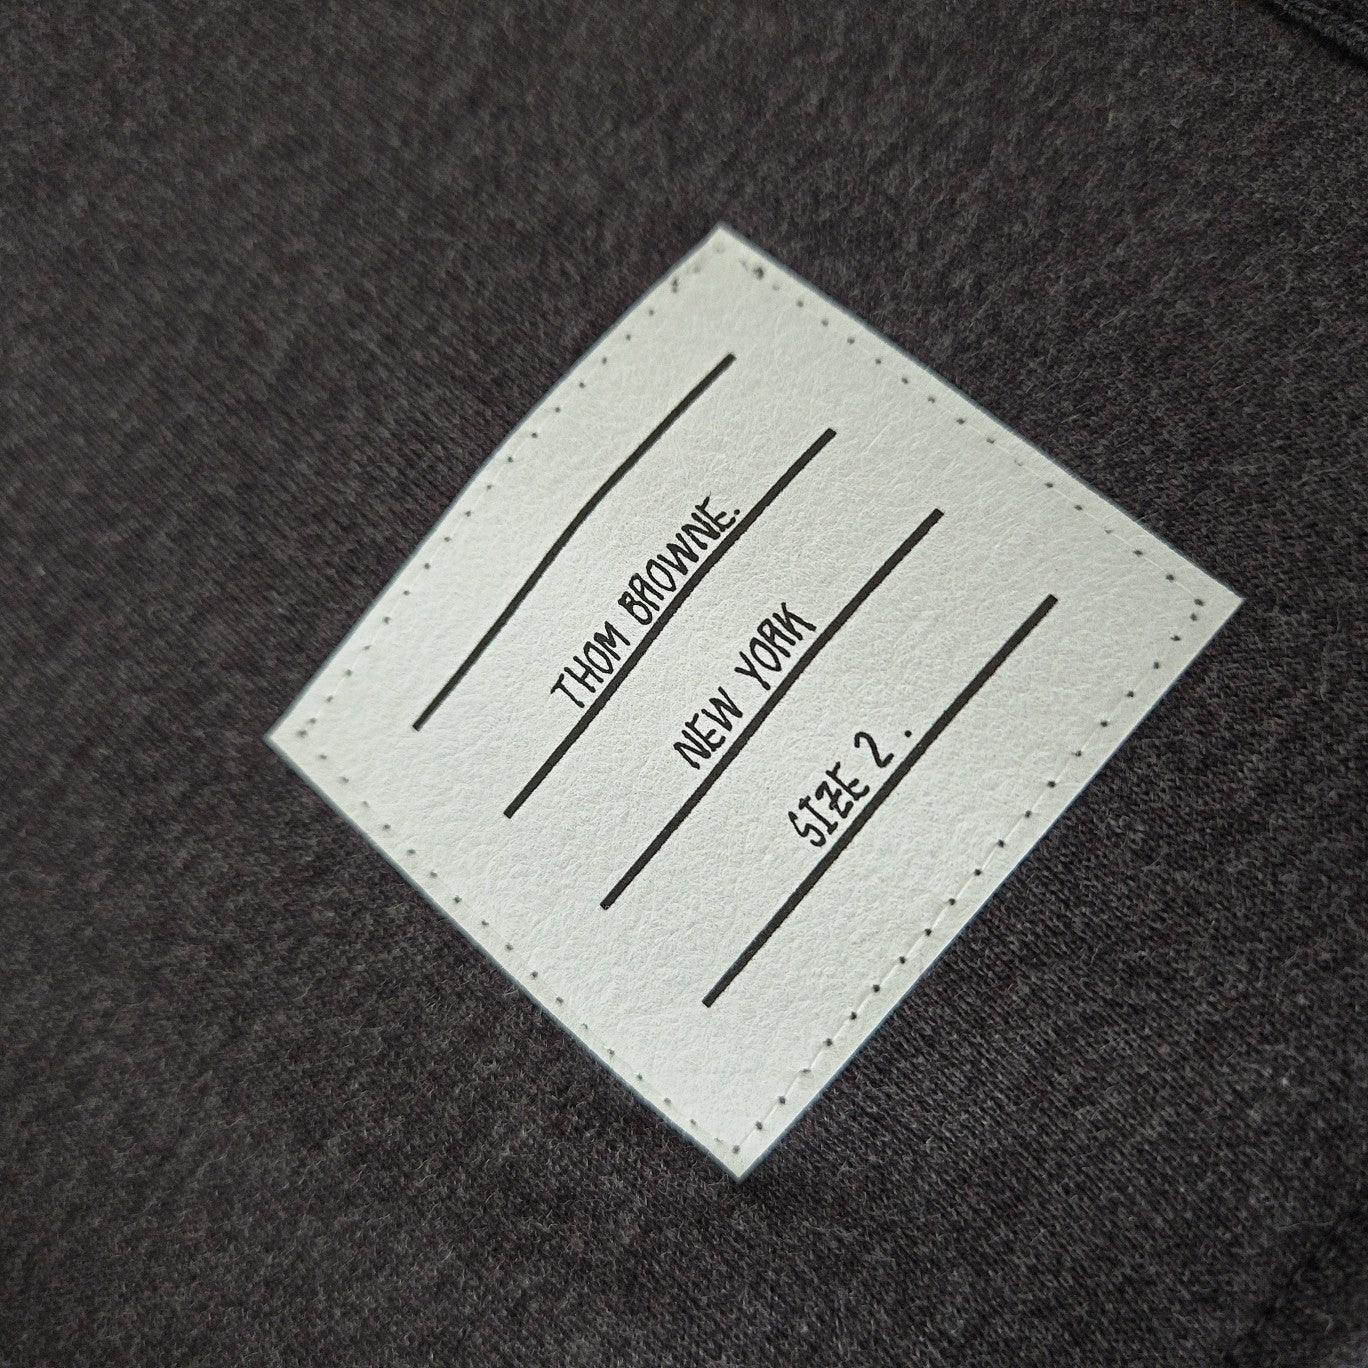 THOM BROWNE.
NEW YORK
SIZE 2 .